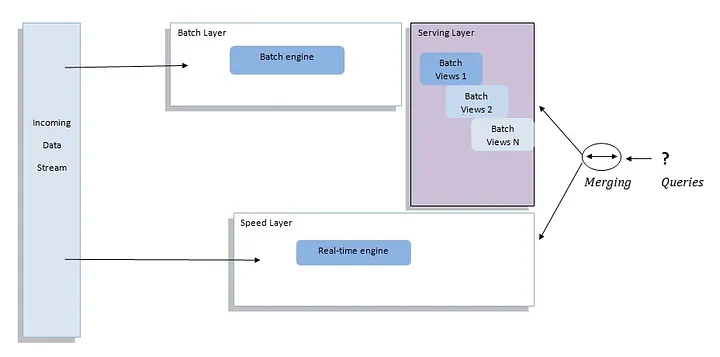 Batch Layer
Batch engine
Serving Layer
Batch
Views 1
Batch
Views 2
Batch
Views N
Incoming
Data
Stream
?
Merging
Queries
Speed Layer
Real-time engine